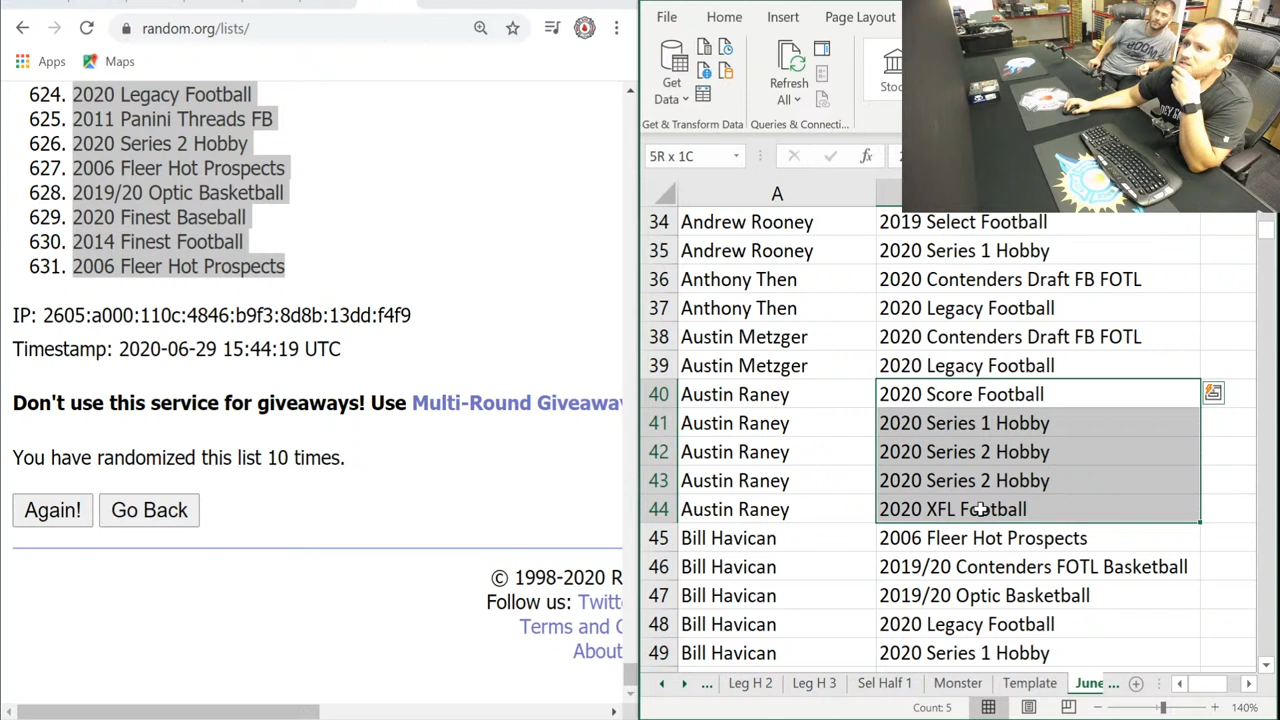 random.org/lists/
Apps
Maps
624. 2020 Legacy Football
625. 2011 Panini Threads FB
626. 2020 Series 2 Hobby
627. 2006 Fleer Hot Prospects
628. 2019/20 Optic Basketball
629. 2020 Finest Baseball
630. 2014 Finest Football
631. 2006 Fleer Hot Prospects
IP: 2605:a000:110c:4846:b9f3:8d8b:13dd:f4f9
Timestamp: 2020-06-29 15:44:19 UTC
Don't use this service for giveaways! Use Multi-Round Giveaway
You have randomized this list 10 times.
Again! Go Back
© 1998-2020 R
Follow us: Twitt
Terms and C
About
File Home Insert Page Layout
Get Data
Refresh All
Stoc
Get & Transform Data Queries & Connecti...
5R x 1C fx 2
A
34 Andrew Rooney 2019 Select Football
35 Andrew Rooney 2020 Series 1 Hobby
36 Anthony Then 2020 Contenders Draft FB FOTL
37 Anthony Then 2020 Legacy Football
38 Austin Metzger 2020 Contenders Draft FB FOTL
39 Austin Metzger 2020 Legacy Football
40 Austin Raney 2020 Score Football
41 Austin Raney 2020 Series 1 Hobby
42 Austin Raney 2020 Series 2 Hobby
43 Austin Raney 2020 Series 2 Hobby
44 Austin Raney 2020 XFL Football
45 Bill Havican 2006 Fleer Hot Prospects
46 Bill Havican 2019/20 Contenders FOTL Basketball
47 Bill Havican 2019/20 Optic Basketball
48 Bill Havican 2020 Legacy Football
49 Bill Havican 2020 Series 1 Hobby
... Leg H 2 Leg H 3 Sel Half 1 Monster Template June ...
Count: 5 140%